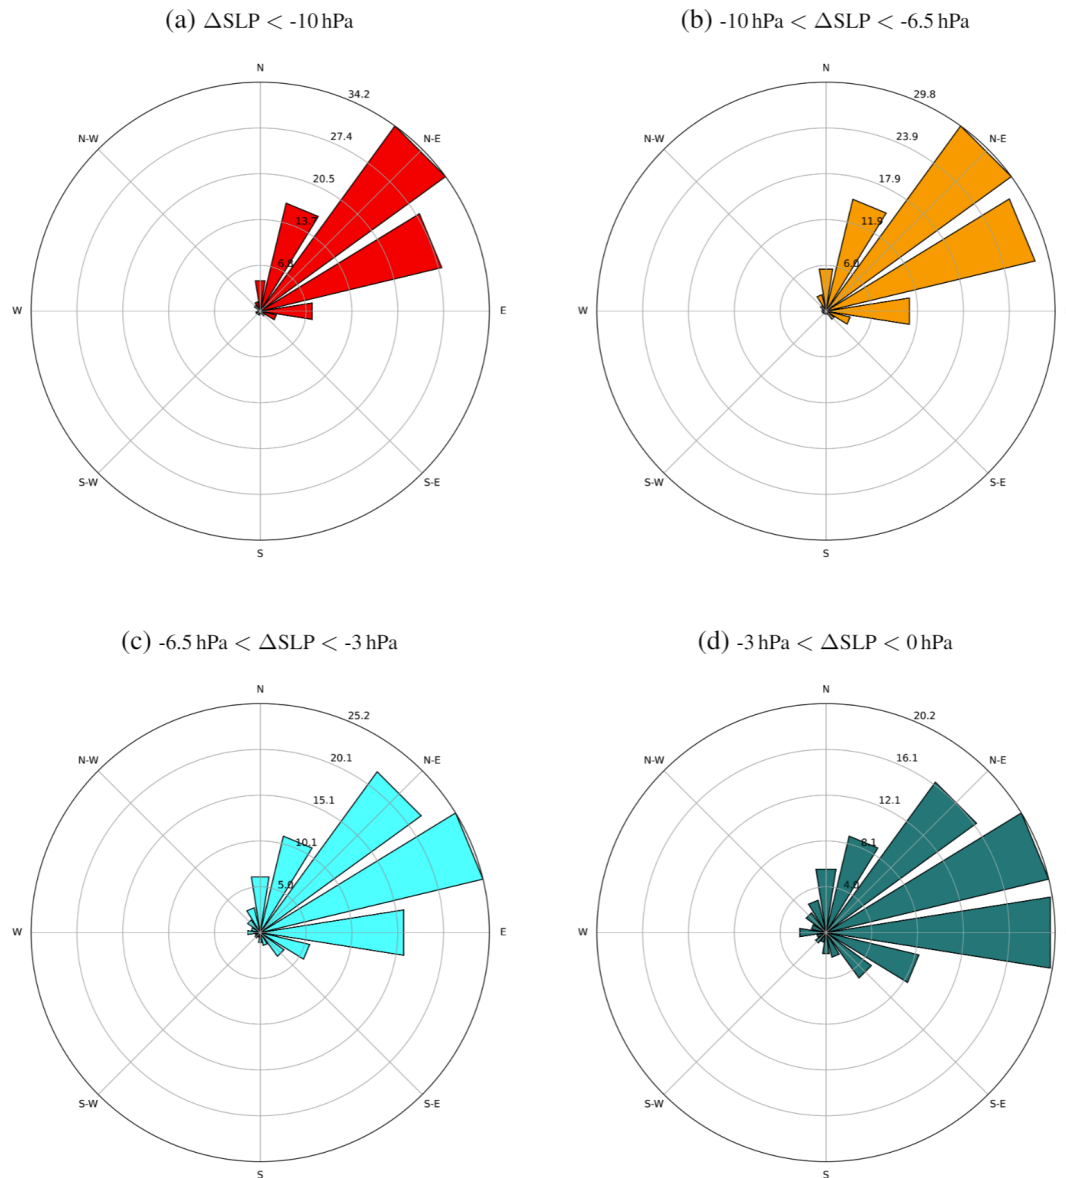 (a) ΔSLP < -10 hPa
(b) -10 hPa < ΔSLP < -6.5 hPa
N
34.2
N-W
27.4
N-E
20.5
13.7
6.8
W
E
S-W
S-E
S
N
29.8
23.9
N-W
N-E
17.9
11.9
6.0
W
S-W
S-E
S
(c) -6.5 hPa < ΔSLP < -3 hPa
(d) -3 hPa < ΔSLP < 0 hPa
N
25.2
N-W
20.1
N-E
15.1
10.1
5.0
W
E
S-W
S-E
S
N
20.2
N-W
16.1
N-E
12.1
8.1
4.0
W
S-W
S-E
S